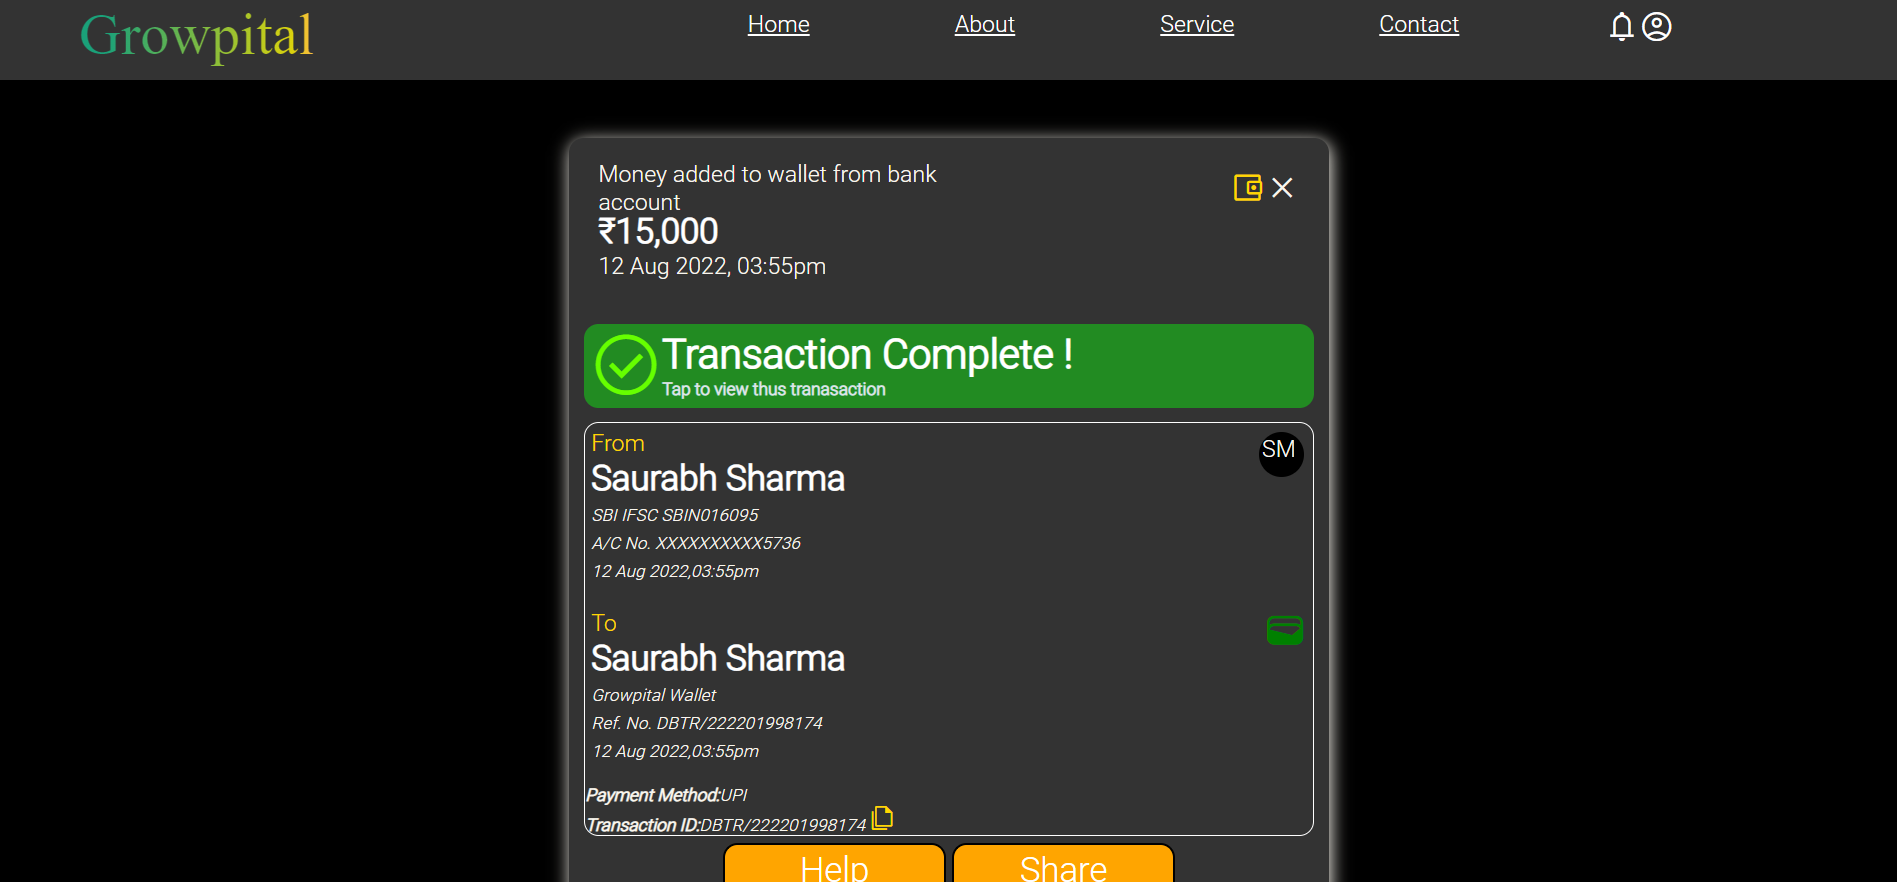 Growpital
Home About Service Contact
Money added to wallet from bank
account
₹15,000
12 Aug 2022, 03:55pm
Transaction Complete !
Tap to view thus tranasaction
From
SM
Saurabh Sharma
SBI IFSC SBIN016095
A/C No. XXXXXXXXXX5736
12 Aug 2022,03:55pm
To
Saurabh Sharma
Growpital Wallet
Ref. No. DBTR/222201998174
12 Aug 2022,03:55pm
Payment Method:UPI
Transaction ID:DBTR/222201998174
Help Share